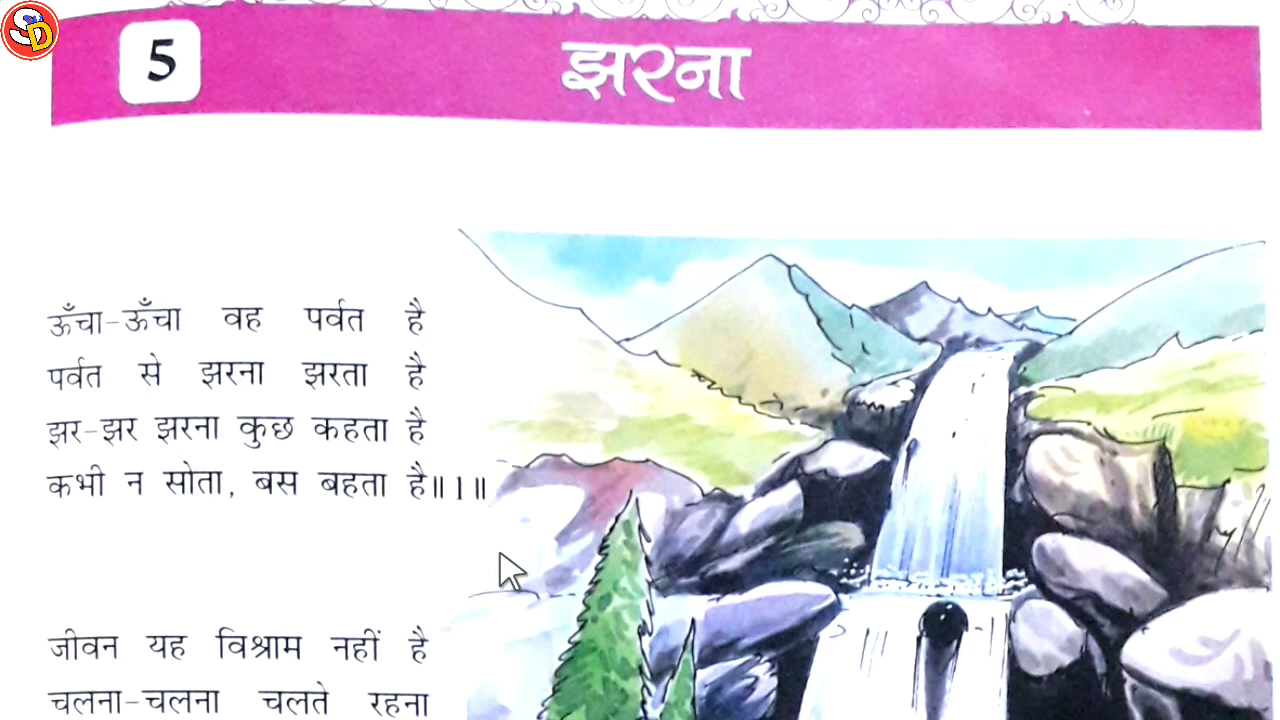 SD
5
झरना
ऊँचा-ऊँचा वह पर्वत है
पर्वत से झरना झरता है
झर-झर झरना कुछ कहता है
कभी न सोता, बस बहता है॥1॥
जीवन यह विश्राम नहीं है
चलना-चलना चलते रहना